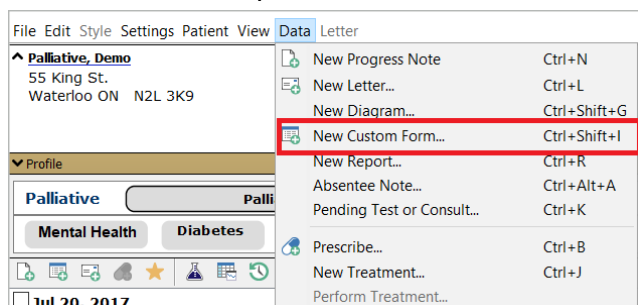 File Edit Style Settings Patient View Data Letter
Palliative, Demo
55 King St.
Waterloo ON N2L 3K9
Profile
Palliative Palli
Mental Health Diabetes
Jul 20, 2017
New Progress Note Ctrl+N
New Letter... Ctrl+L
New Diagram... Ctrl+Shift+G
New Custom Form... Ctrl+Shift+I
New Report... Ctrl+R
Absentee Note... Ctrl+Alt+A
Pending Test or Consult... Ctrl+K
Prescribe... Ctrl+B
New Treatment... Ctrl+J
Perform Treatment...